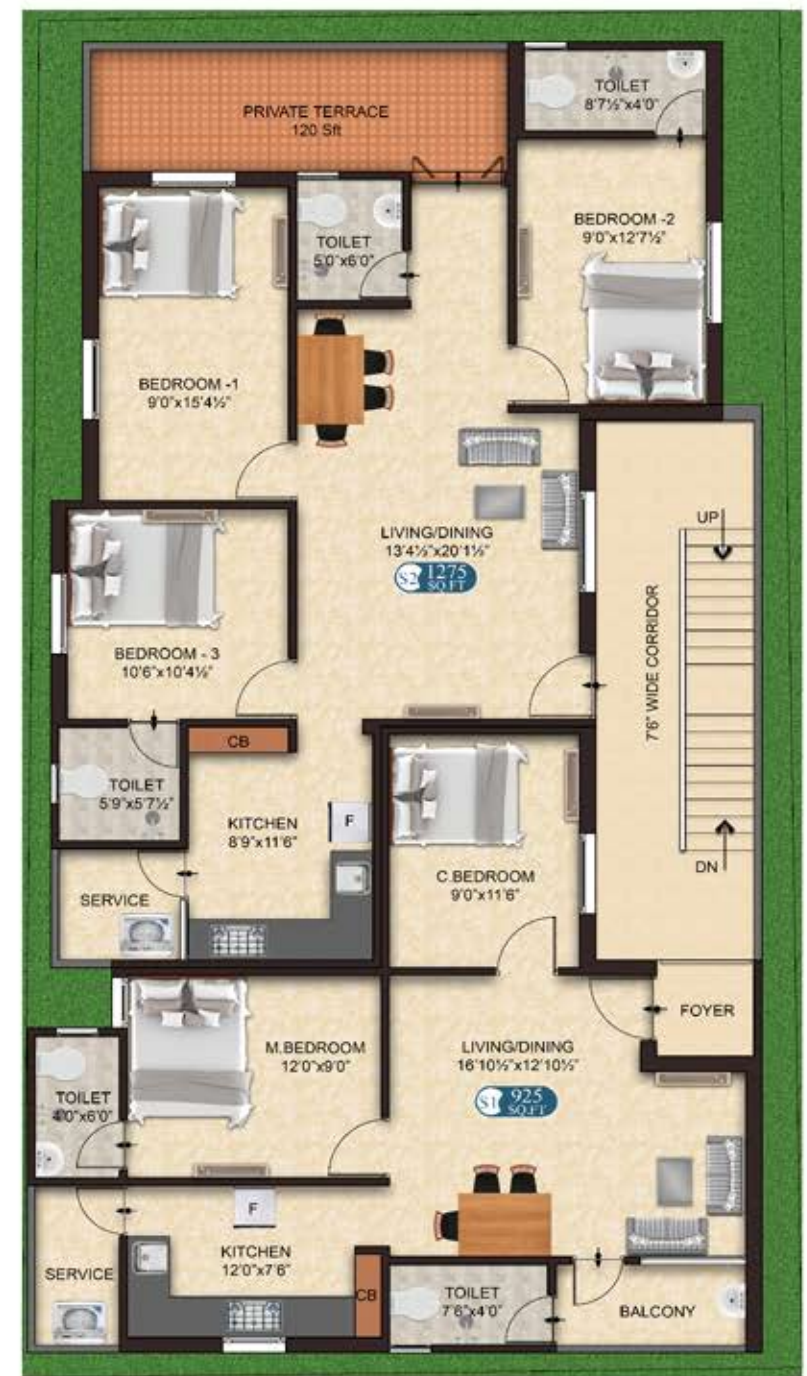 PRIVATE TERRACE
120 Sft
TOILET
8'7½"x4'0"
TOILET
5'0"x6'0"
BEDROOM -2
9'0"x12'7½"
BEDROOM -1
9'0"x15'4½"
LIVING/DINING
13'4½"x20'1½"
S2 1275
SQ.FT
UP
7'6" WIDE CORRIDOR
DN
BEDROOM - 3
10'6"x10'4½"
CB
TOILET
5'9"x5'7½"
KITCHEN
8'9"x11'6"
F
SERVICE
C.BEDROOM
9'0"x11'6"
FOYER
M.BEDROOM
12'0"x9'0"
LIVING/DINING
16'10½"x12'10½"
S1 925
SQ.FT
TOILET
4'0"x6'0"
F
KITCHEN
12'0"x7'6"
SERVICE
CB
TOILET
7'6"x4'0"
BALCONY